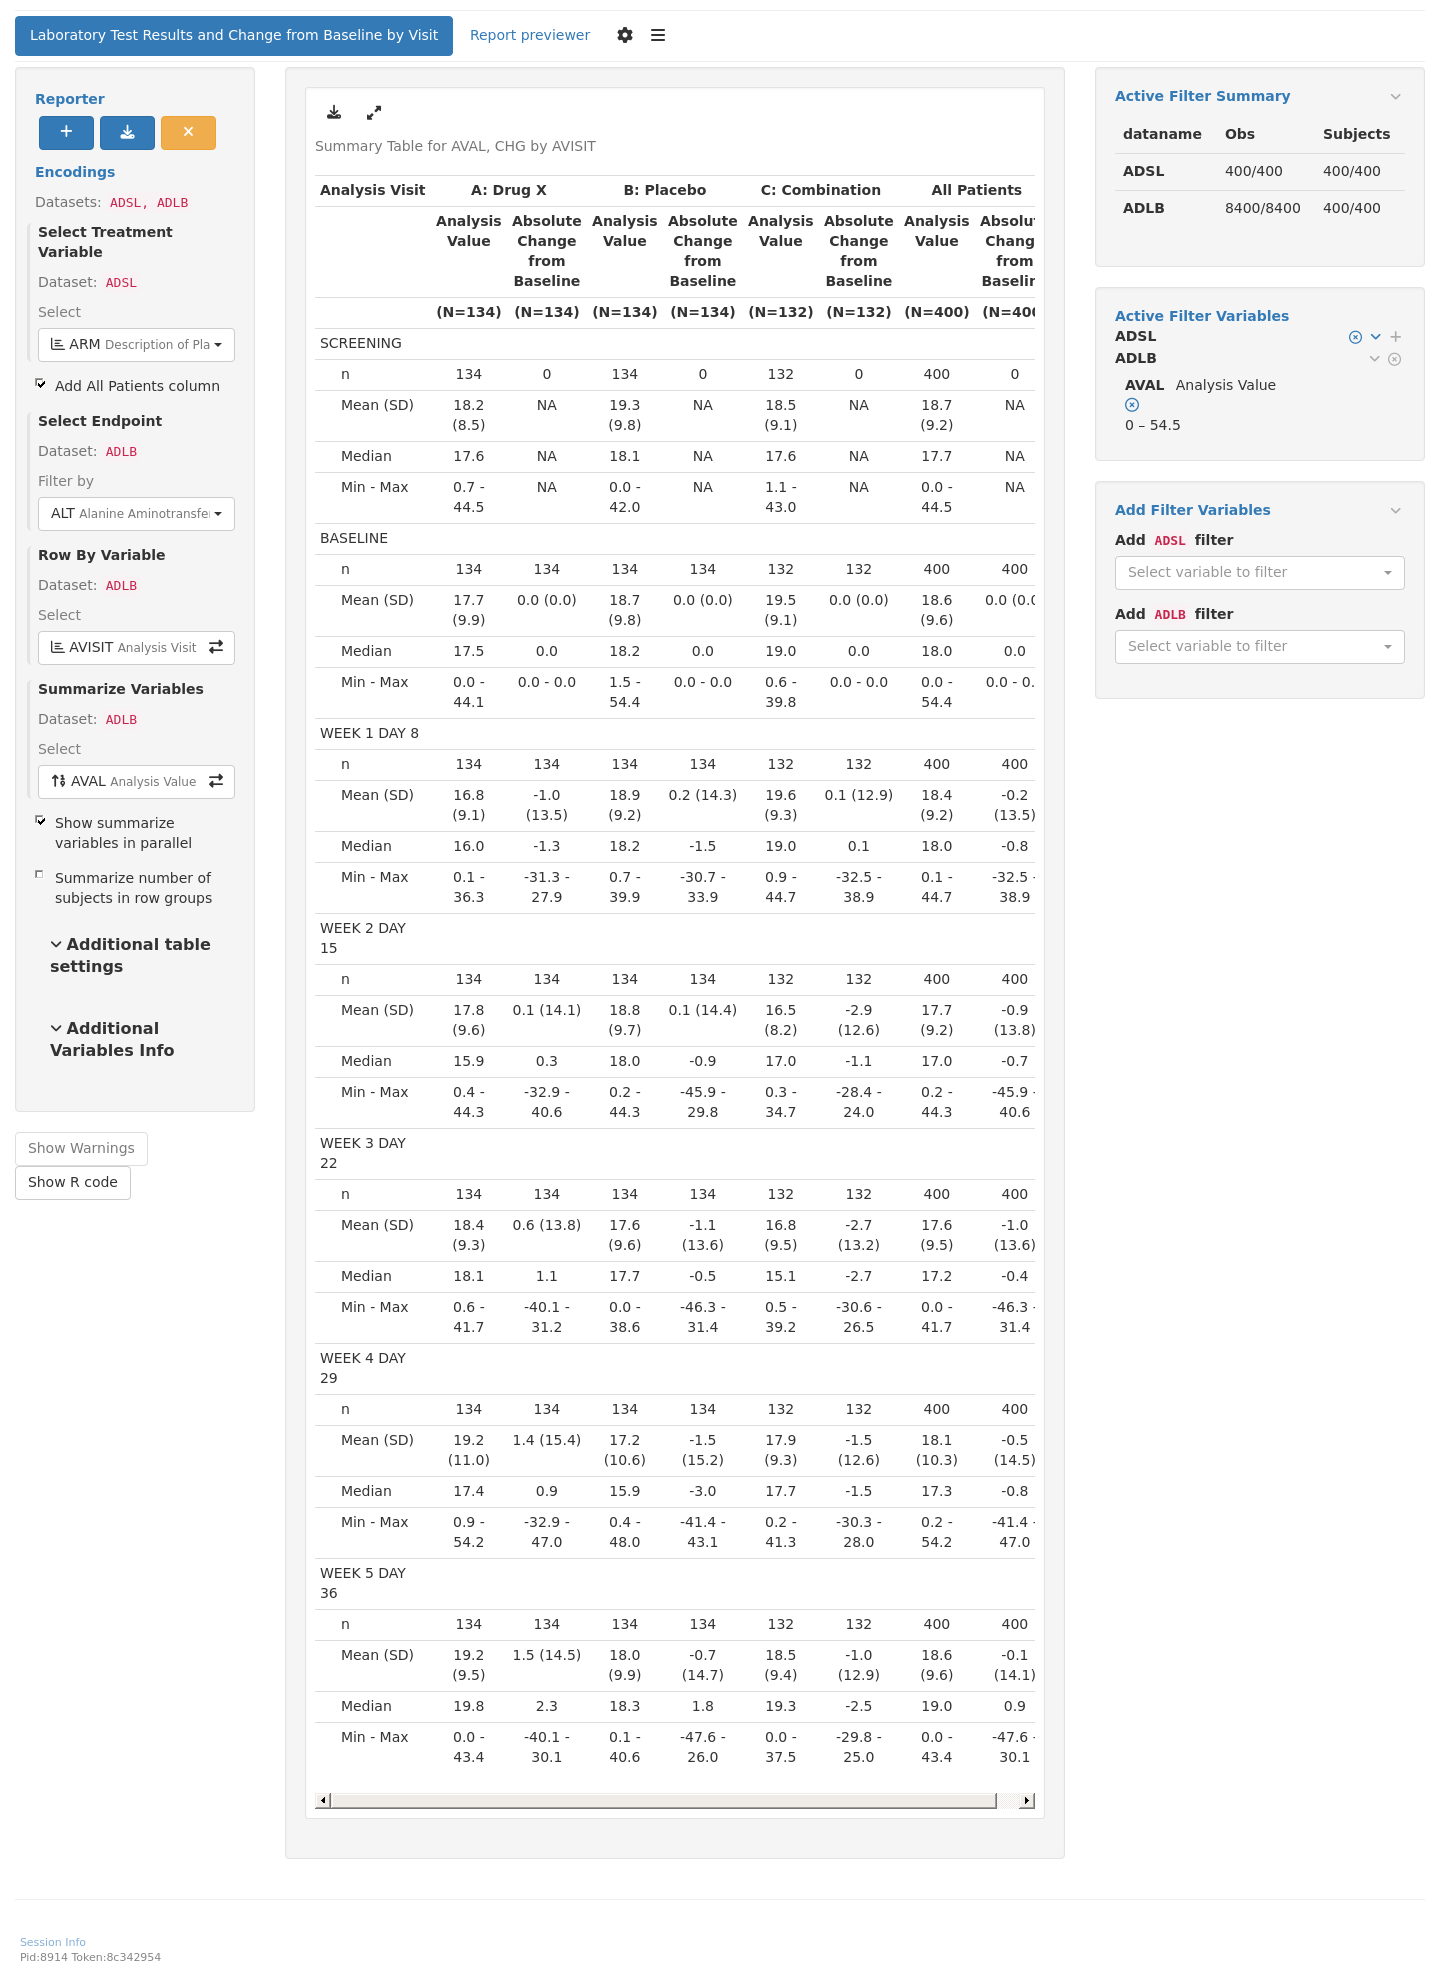 Laboratory Test Results and Change from Baseline by Visit Report previewer
Reporter
Encodings
Datasets: ADSL, ADLB
Select Treatment
Variable
Dataset: ADSL
Select
ARM Description of Pla
Add All Patients column
Select Endpoint
Dataset: ADLB
Filter by
ALT Alanine Aminotransfe
Row By Variable
Dataset: ADLB
Select
AVISIT Analysis Visit
Summarize Variables
Dataset: ADLB
Select
AVAL Analysis Value
Show summarize
variables in parallel
Summarize number of
subjects in row groups
Additional table
settings
Additional
Variables Info
Show Warnings
Show R code
Summary Table for AVAL, CHG by AVISIT
Analysis Visit A: Drug X B: Placebo C: Combination All Patients
Analysis Absolute Analysis Absolute Analysis Absolute Analysis Absolut
Value Change Value Change Value Change Value Chang
from from from from
Baseline Baseline Baseline Baselin
(N=134) (N=134) (N=134) (N=134) (N=132) (N=132) (N=400) (N=400
SCREENING
n 134 0 134 0 132 0 400 0
Mean (SD) 18.2 NA 19.3 NA 18.5 NA 18.7 NA
(8.5) (9.8) (9.1) (9.2)
Median 17.6 NA 18.1 NA 17.6 NA 17.7 NA
Min - Max 0.7 - NA 0.0 - NA 1.1 - NA 0.0 - NA
44.5 42.0 43.0 44.5
BASELINE
n 134 134 134 134 132 132 400 400
Mean (SD) 17.7 0.0 (0.0) 18.7 0.0 (0.0) 19.5 0.0 (0.0) 18.6 0.0 (0.0
(9.9) (9.8) (9.1) (9.6)
Median 17.5 0.0 18.2 0.0 19.0 0.0 18.0 0.0
Min - Max 0.0 - 0.0 - 0.0 1.5 - 0.0 - 0.0 0.6 - 0.0 - 0.0 0.0 - 0.0 - 0.
44.1 54.4 39.8 54.4
WEEK 1 DAY 8
n 134 134 134 134 132 132 400 400
Mean (SD) 16.8 -1.0 18.9 0.2 (14.3) 19.6 0.1 (12.9) 18.4 -0.2
(9.1) (13.5) (9.2) (9.3) (9.2) (13.5)
Median 16.0 -1.3 18.2 -1.5 19.0 0.1 18.0 -0.8
Min - Max 0.1 - -31.3 - 0.7 - -30.7 - 0.9 - -32.5 - 0.1 - -32.5 -
36.3 27.9 39.9 33.9 44.7 38.9 44.7 38.9
WEEK 2 DAY
15
n 134 134 134 134 132 132 400 400
Mean (SD) 17.8 0.1 (14.1) 18.8 0.1 (14.4) 16.5 -2.9 17.7 -0.9
(9.6) (9.7) (8.2) (12.6) (9.2) (13.8)
Median 15.9 0.3 18.0 -0.9 17.0 -1.1 17.0 -0.7
Min - Max 0.4 - -32.9 - 0.2 - -45.9 - 0.3 - -28.4 - 0.2 - -45.9 -
44.3 40.6 44.3 29.8 34.7 24.0 44.3 40.6
WEEK 3 DAY
22
n 134 134 134 134 132 132 400 400
Mean (SD) 18.4 0.6 (13.8) 17.6 -1.1 16.8 -2.7 17.6 -1.0
(9.3) (9.6) (13.6) (9.5) (13.2) (9.5) (13.6)
Median 18.1 1.1 17.7 -0.5 15.1 -2.7 17.2 -0.4
Min - Max 0.6 - -40.1 - 0.0 - -46.3 - 0.5 - -30.6 - 0.0 - -46.3 -
41.7 31.2 38.6 31.4 39.2 26.5 41.7 31.4
WEEK 4 DAY
29
n 134 134 134 134 132 132 400 400
Mean (SD) 19.2 1.4 (15.4) 17.2 -1.5 17.9 -1.5 18.1 -0.5
(11.0) (10.6) (15.2) (9.3) (12.6) (10.3) (14.5)
Median 17.4 0.9 15.9 -3.0 17.7 -1.5 17.3 -0.8
Min - Max 0.9 - -32.9 - 0.4 - -41.4 - 0.2 - -30.3 - 0.2 - -41.4 -
54.2 47.0 48.0 43.1 41.3 28.0 54.2 47.0
WEEK 5 DAY
36
n 134 134 134 134 132 132 400 400
Mean (SD) 19.2 1.5 (14.5) 18.0 -0.7 18.5 -1.0 18.6 -0.1
(9.5) (9.9) (14.7) (9.4) (12.9) (9.6) (14.1)
Median 19.8 2.3 18.3 1.8 19.3 -2.5 19.0 0.9
Min - Max 0.0 - -40.1 - 0.1 - -47.6 - 0.0 - -29.8 - 0.0 - -47.6 -
43.4 30.1 40.6 26.0 37.5 25.0 43.4 30.1
Active Filter Summary
dataname Obs Subjects
ADSL 400/400 400/400
ADLB 8400/8400 400/400
Active Filter Variables
ADSL
ADLB
AVAL Analysis Value
0 – 54.5
Add Filter Variables
Add ADSL filter
Select variable to filter
Add ADLB filter
Select variable to filter
Session Info
Pid:8914 Token:8c342954